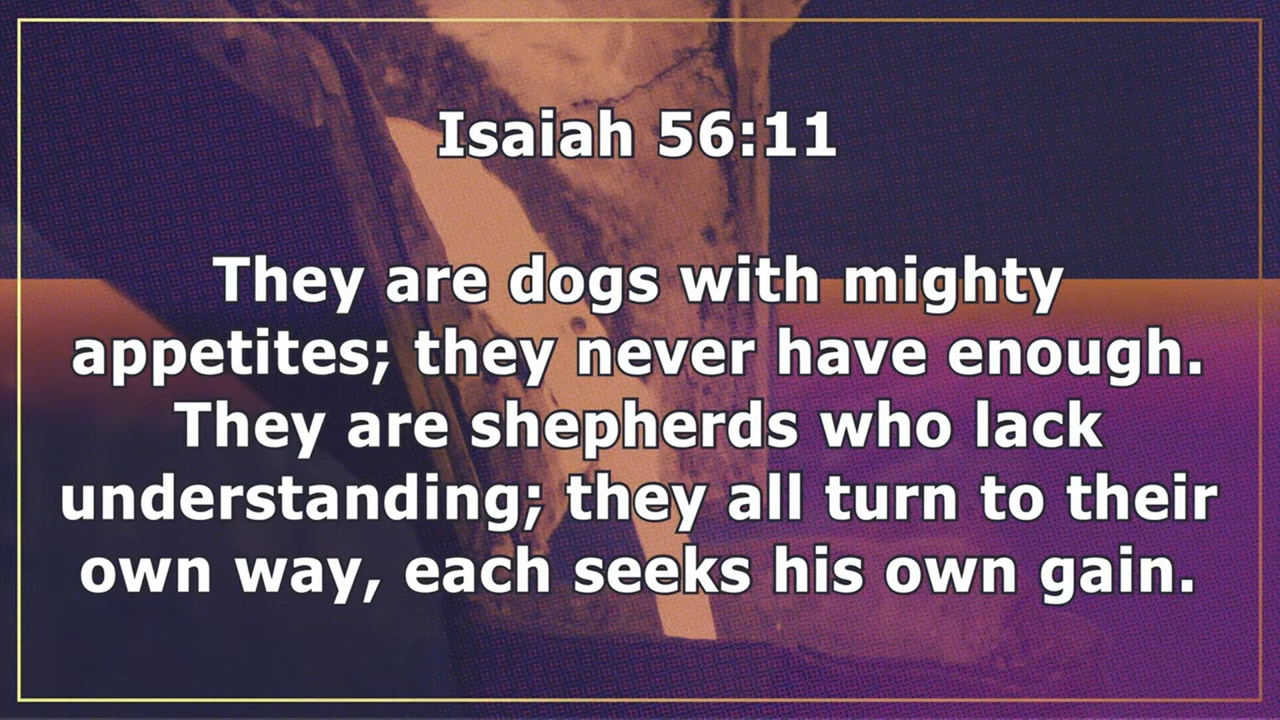 Isaiah 56:11
They are dogs with mighty
appetites; they never have enough.
They are shepherds who lack
understanding; they all turn to their
own way, each seeks his own gain.